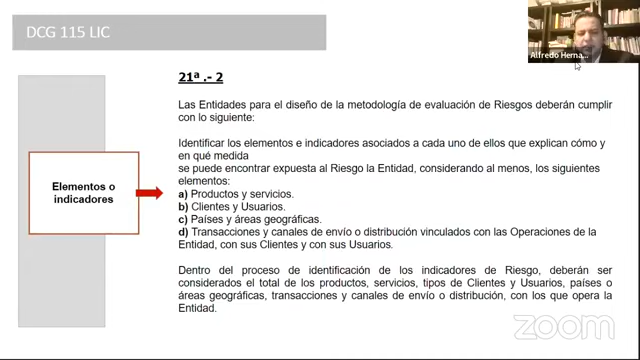 DCG 115 LIC
Alfredo Herna...
21ª .- 2
Las Entidades para el diseño de la metodología de evaluación de Riesgos deberán cumplir
con lo siguiente:
Identificar los elementos e indicadores asociados a cada uno de ellos que explican cómo y
en qué medida
se puede encontrar expuesta al Riesgo la Entidad, considerando al menos, los siguientes
elementos:
a) Productos y servicios.
b) Clientes y Usuarios.
c) Países y áreas geográficas.
d) Transacciones y canales de envío o distribución vinculados con las Operaciones de la
Entidad, con sus Clientes y con sus Usuarios.
Elementos o
indicadores
Dentro del proceso de identificación de los indicadores de Riesgo, deberán ser
considerados el total de los productos, servicios, tipos de Clientes y Usuarios, países o
áreas geográficas, transacciones y canales de envío o distribución, con los que opera la
Entidad.
zoom